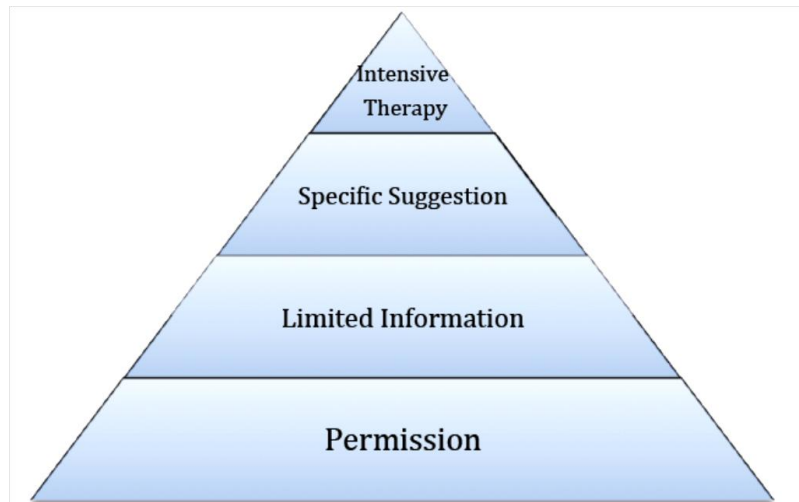 Intensive
Therapy
Specific Suggestion
Limited Information
Permission